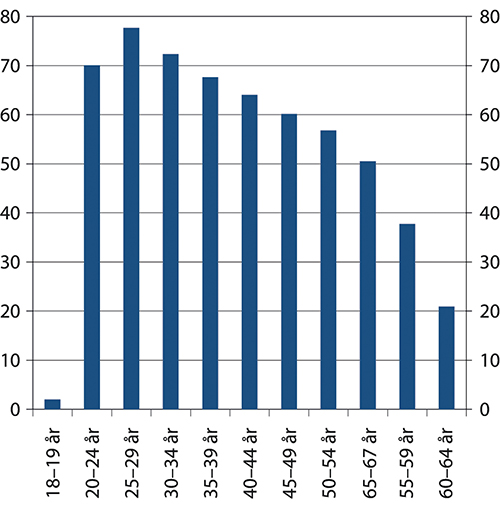 80 80
70 70
60 60
50 50
40 40
30 30
20 20
10 10
0 0
18–19 år
20–24 år
25–29 år
30–34 år
35–39 år
40–44 år
45–49 år
50–54 år
65–67 år
55–59 år
60–64 år